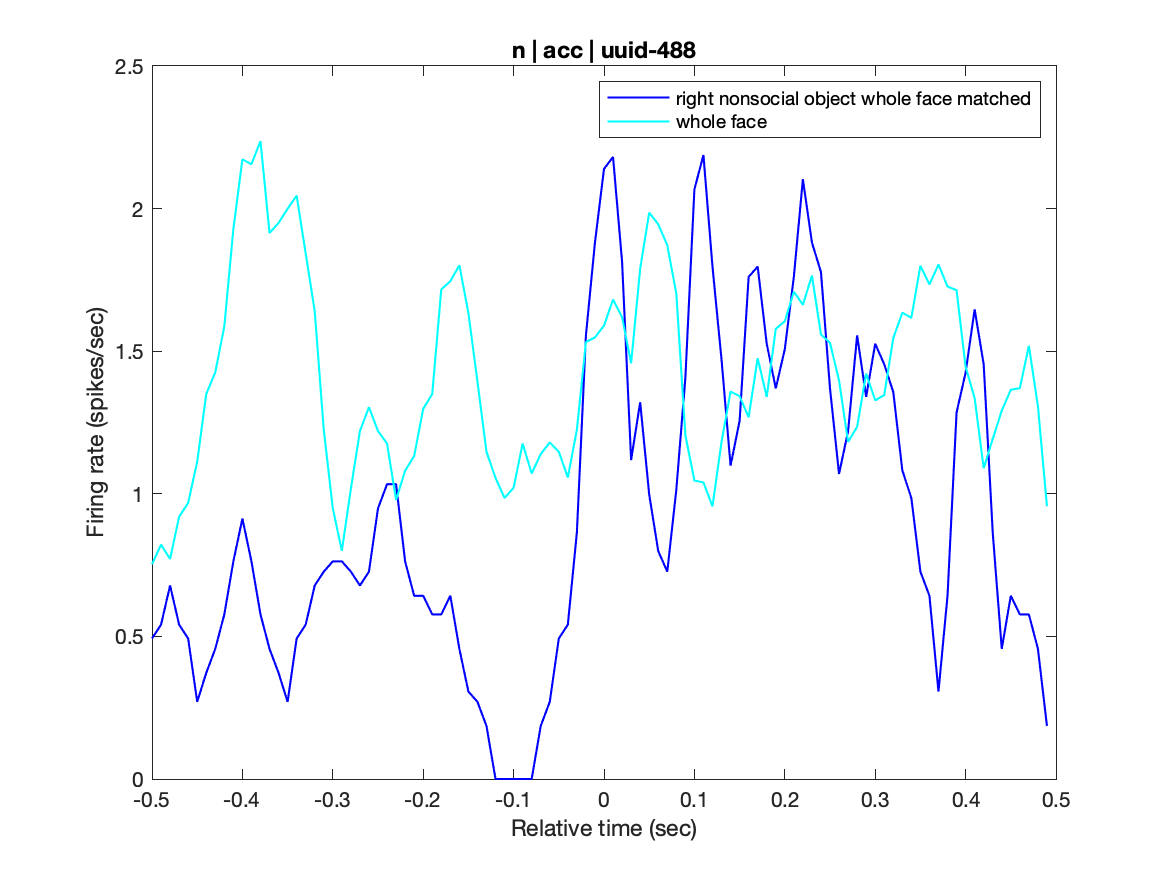 n | acc | uuid-488
2.5
2
1.5
1
0.5
0
Firing rate (spikes/sec)
right nonsocial object whole face matched
whole face
-0.5 -0.4 -0.3 -0.2 -0.1 0 0.1 0.2 0.3 0.4 0.5
Relative time (sec)